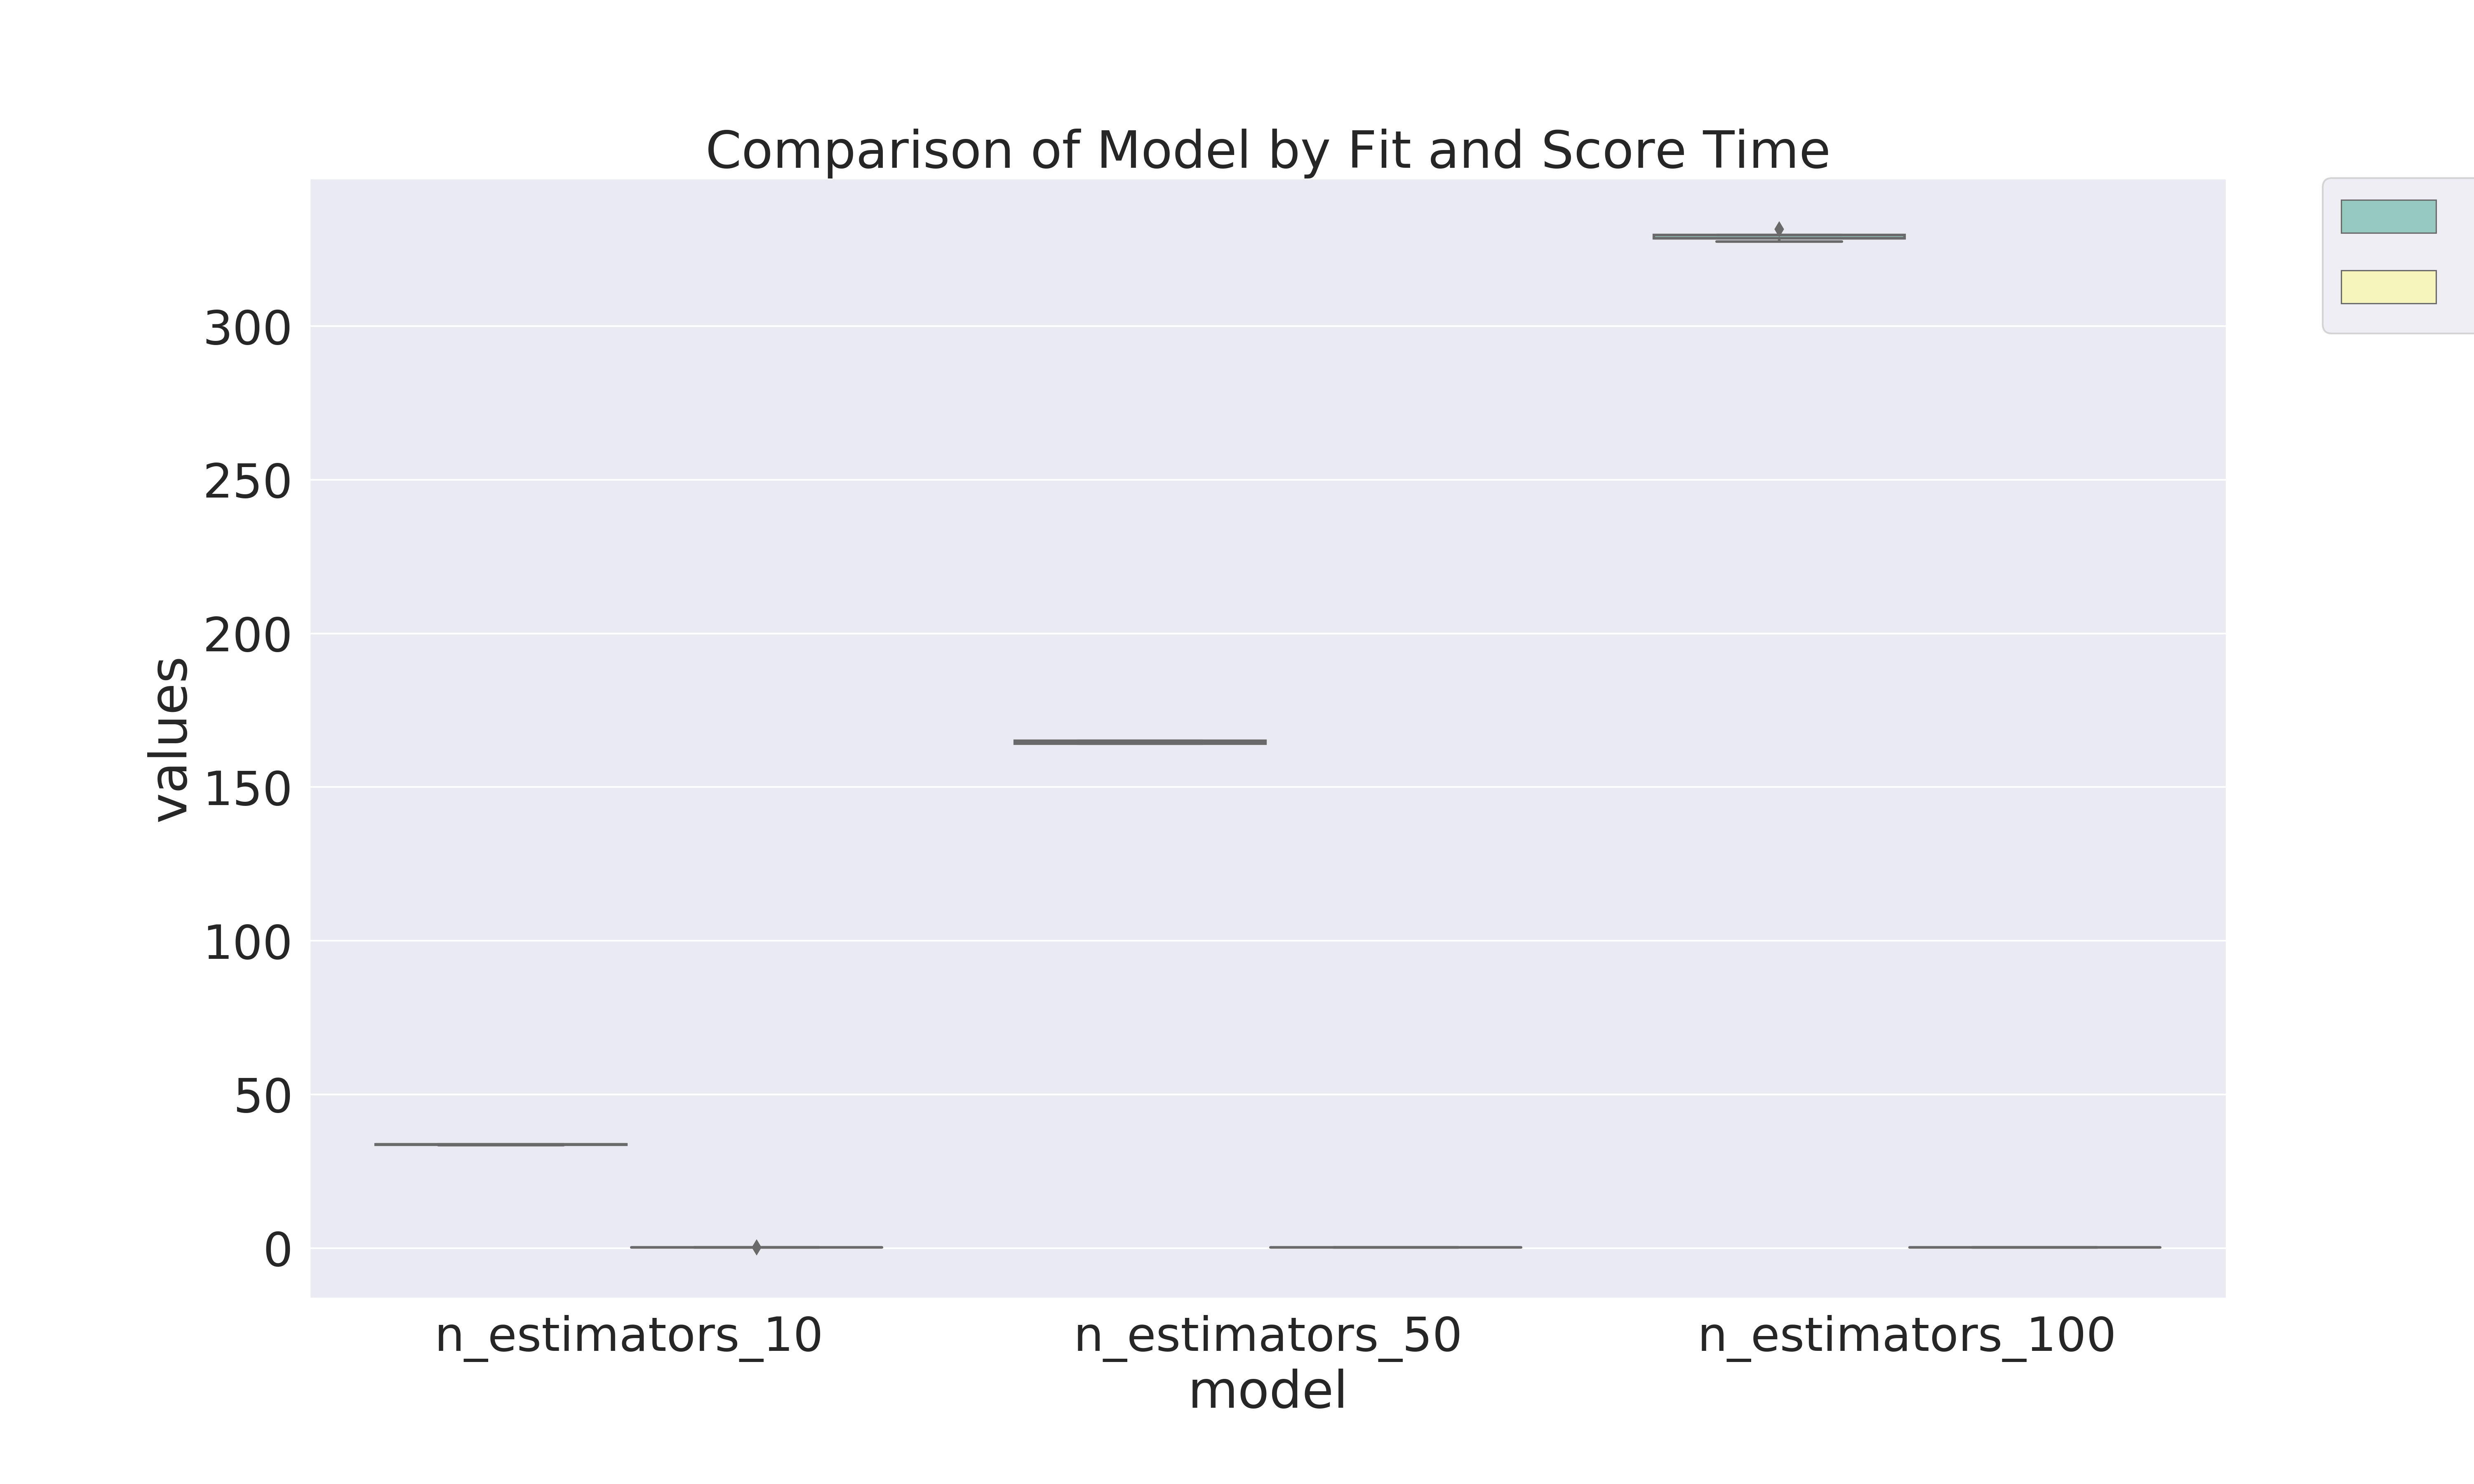 Comparison of Model by Fit and Score Time
values
300
250
200
150
100
50
0
n_estimators_10 n_estimators_50 n_estimators_100
model